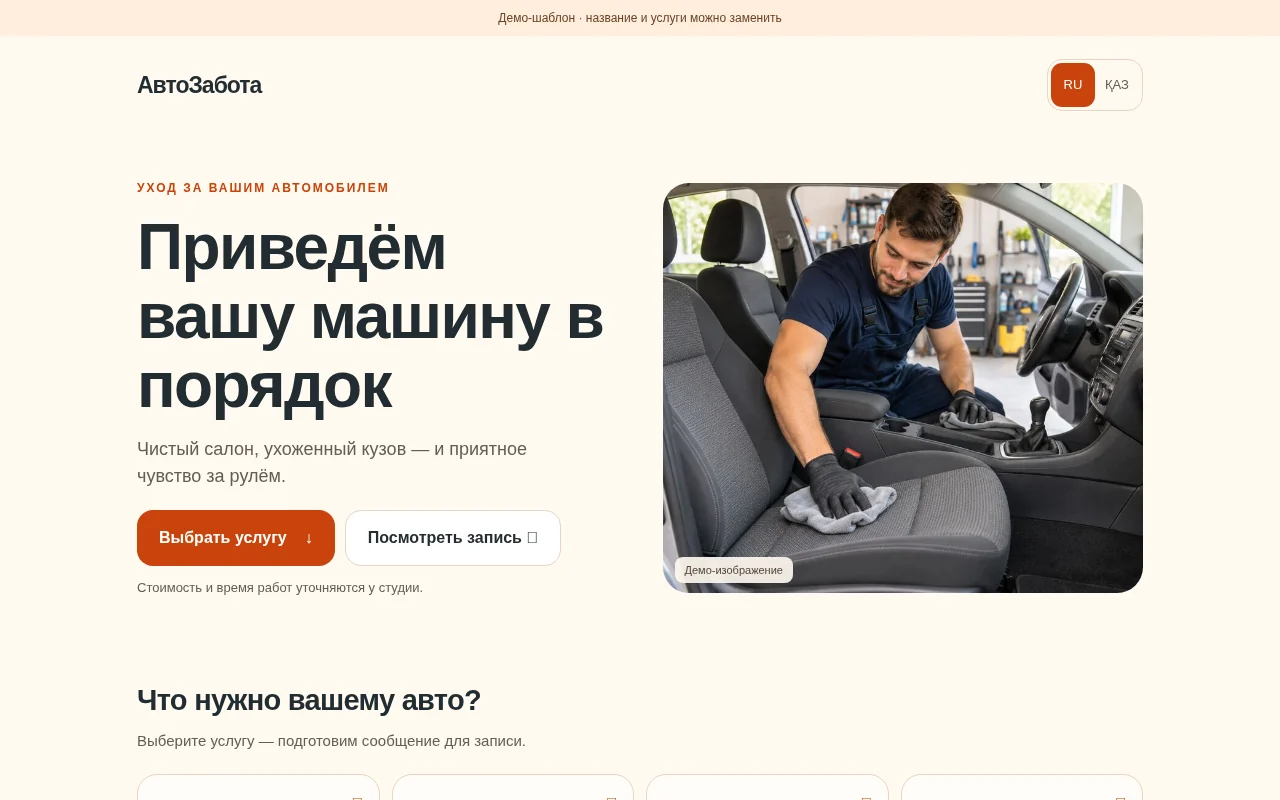 Демо-шаблон · название и услуги можно заменить
АвтоЗабота
RU ҚАЗ
УХОД ЗА ВАШИМ АВТОМОБИЛЕМ
Приведём
вашу машину в
порядок
Чистый салон, ухоженный кузов — и приятное
чувство за рулём.
Выбрать услугу ↓
Посмотреть запись
Стоимость и время работ уточняются у студии.
Демо-изображение
Что нужно вашему авто?
Выберите услугу — подготовим сообщение для записи.